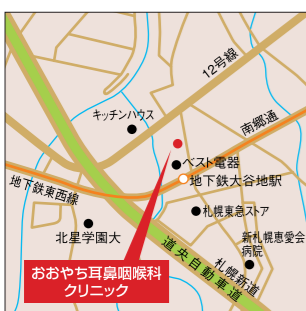 12号線
キッチンハウス
南郷通
ベスト電器
地下鉄大谷地駅
地下鉄東西線
札幌東急ストア
北星学園大
新札幌恵愛会
病院
おおやち耳鼻咽喉科
クリニック
道央自動車道
札幌新道